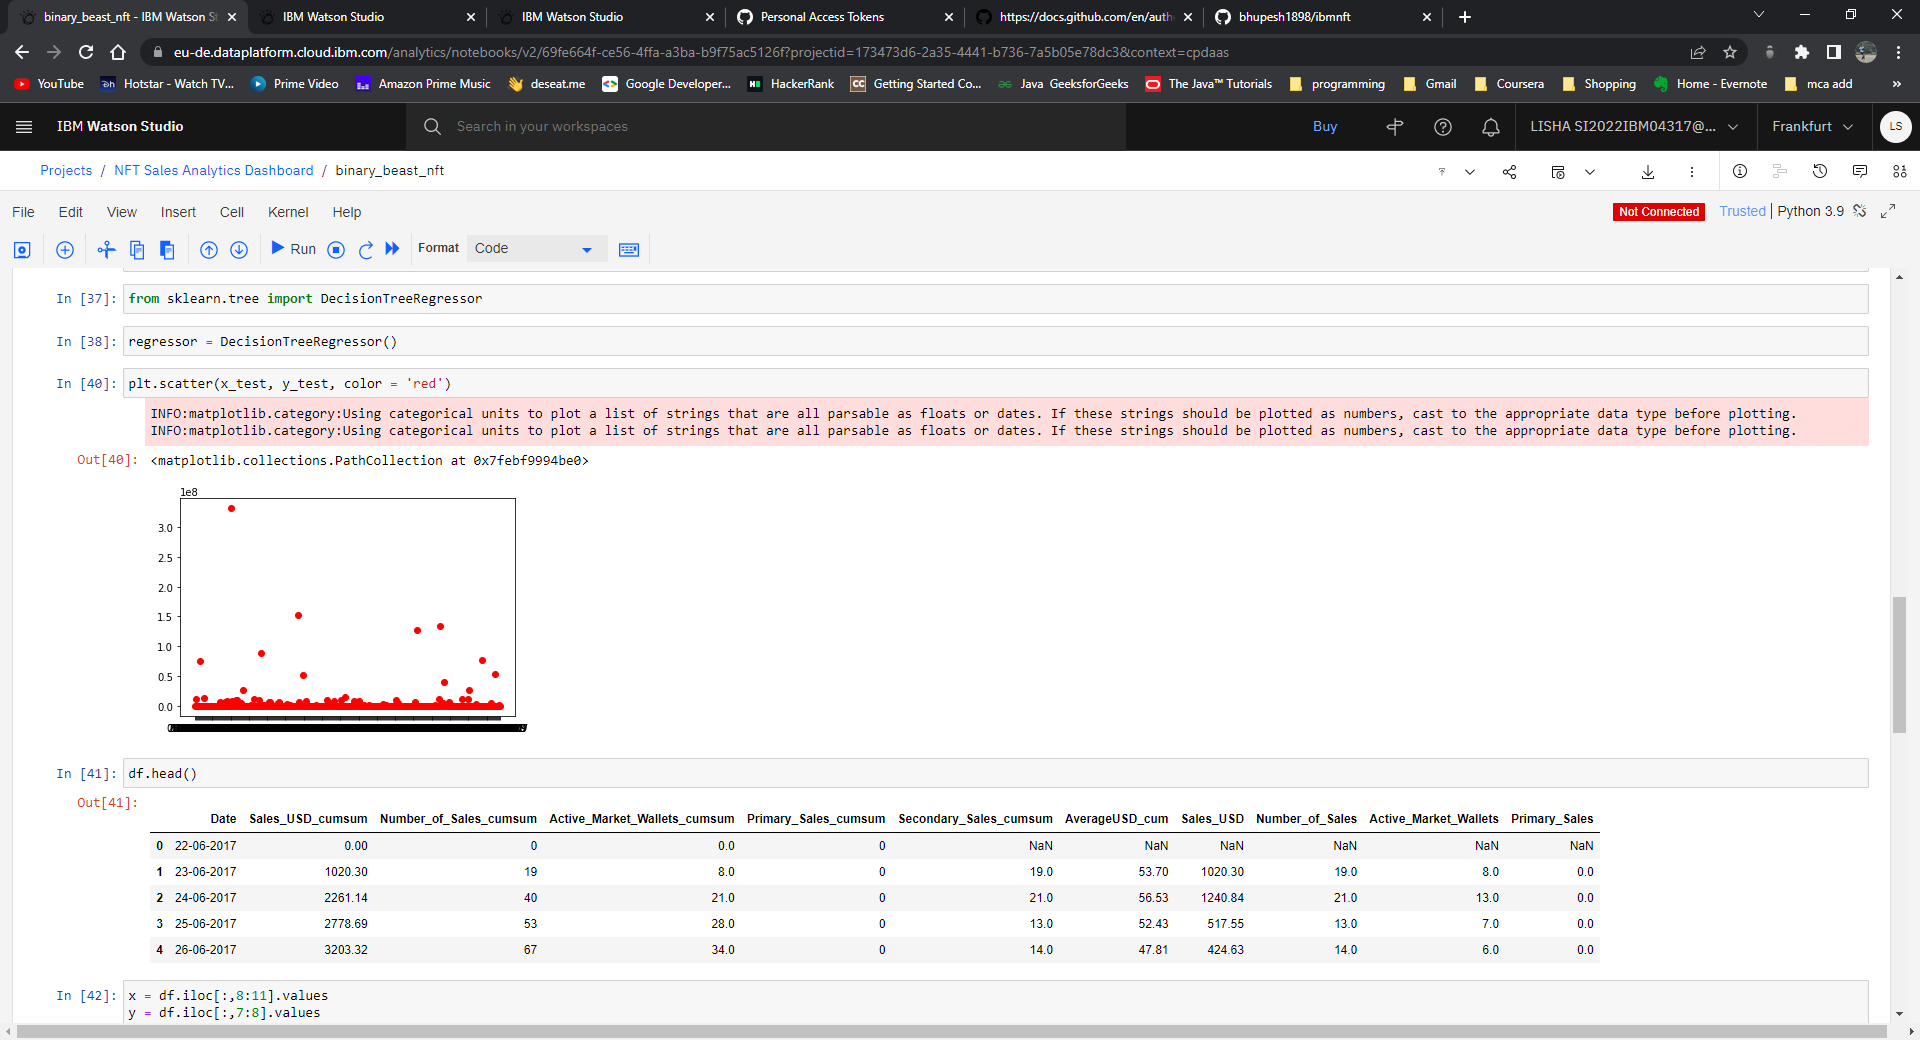 binary_beast_nft - IBM Watson St
IBM Watson Studio
IBM Watson Studio
Personal Access Tokens
https://docs.github.com/en/auth
bhupesh1898/ibmnft
eu-de.dataplatform.cloud.ibm.com/analytics/notebooks/v2/69fe664f-ce56-4ffa-a3ba-b9f75ac5126f?projectid=173473d6-2a35-4441-b736-7a5b05e78dc3&context=cpdaas
YouTube Hotstar - Watch TV... Prime Video Amazon Prime Music deseat.me Google Developer... HackerRank Getting Started Co... Java GeeksforGeeks The Java™ Tutorials programming Gmail Coursera Shopping Home - Evernote mca add »
IBM Watson Studio Search in your workspaces Buy LISHA SI2022IBM04317@... Frankfurt LS
Projects / NFT Sales Analytics Dashboard / binary_beast_nft
File Edit View Insert Cell Kernel Help Not Connected Trusted | Python 3.9
Run Format Code
In [37]: from sklearn.tree import DecisionTreeRegressor
In [38]: regressor = DecisionTreeRegressor()
In [40]: plt.scatter(x_test, y_test, color = 'red')
INFO:matplotlib.category:Using categorical units to plot a list of strings that are all parsable as floats or dates. If these strings should be plotted as numbers, cast to the appropriate data type before plotting.
INFO:matplotlib.category:Using categorical units to plot a list of strings that are all parsable as floats or dates. If these strings should be plotted as numbers, cast to the appropriate data type before plotting.
Out[40]: <matplotlib.collections.PathCollection at 0x7febf9994be0>
1e8
3.0
2.5
2.0
1.5
1.0
0.5
0.0
In [41]: df.head()
Out[41]:
Date Sales_USD_cumsum Number_of_Sales_cumsum Active_Market_Wallets_cumsum Primary_Sales_cumsum Secondary_Sales_cumsum AverageUSD_cum Sales_USD Number_of_Sales Active_Market_Wallets Primary_Sales
0 22-06-2017 0.00 0 0.0 0 NaN NaN NaN NaN NaN NaN
1 23-06-2017 1020.30 19 8.0 0 19.0 53.70 1020.30 19.0 8.0 0.0
2 24-06-2017 2261.14 40 21.0 0 21.0 56.53 1240.84 21.0 13.0 0.0
3 25-06-2017 2778.69 53 28.0 0 13.0 52.43 517.55 13.0 7.0 0.0
4 26-06-2017 3203.32 67 34.0 0 14.0 47.81 424.63 14.0 6.0 0.0
In [42]: x = df.iloc[:,8:11].values
y = df.iloc[:,7:8].values